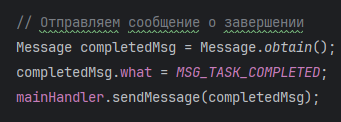 // Отправляем сообщение о завершении
Message completedMsg = Message.obtain();
completedMsg.what = MSG_TASK_COMPLETED;
mainHandler.sendMessage(completedMsg);